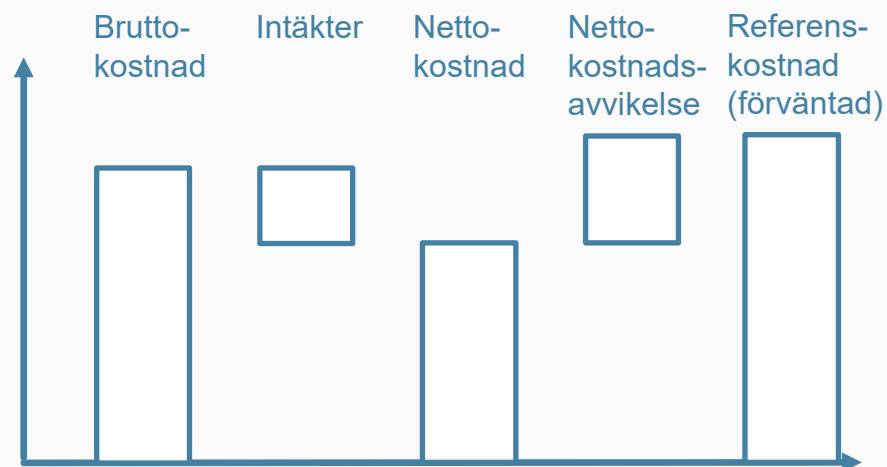 Brutto-
kostnad
Intäkter
Netto-
kostnad
Netto-
kostnads-
avvikelse
Referens-
kostnad
(förväntad)